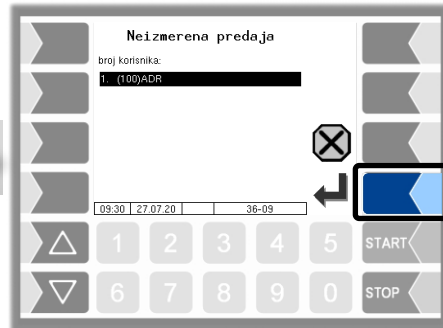 Neizmerena predaja
broj korisnika:
1. (100)ADR
09:30 27.07.20 36-09
1 2 3 4 5 START
6 7 8 9 0 STOP